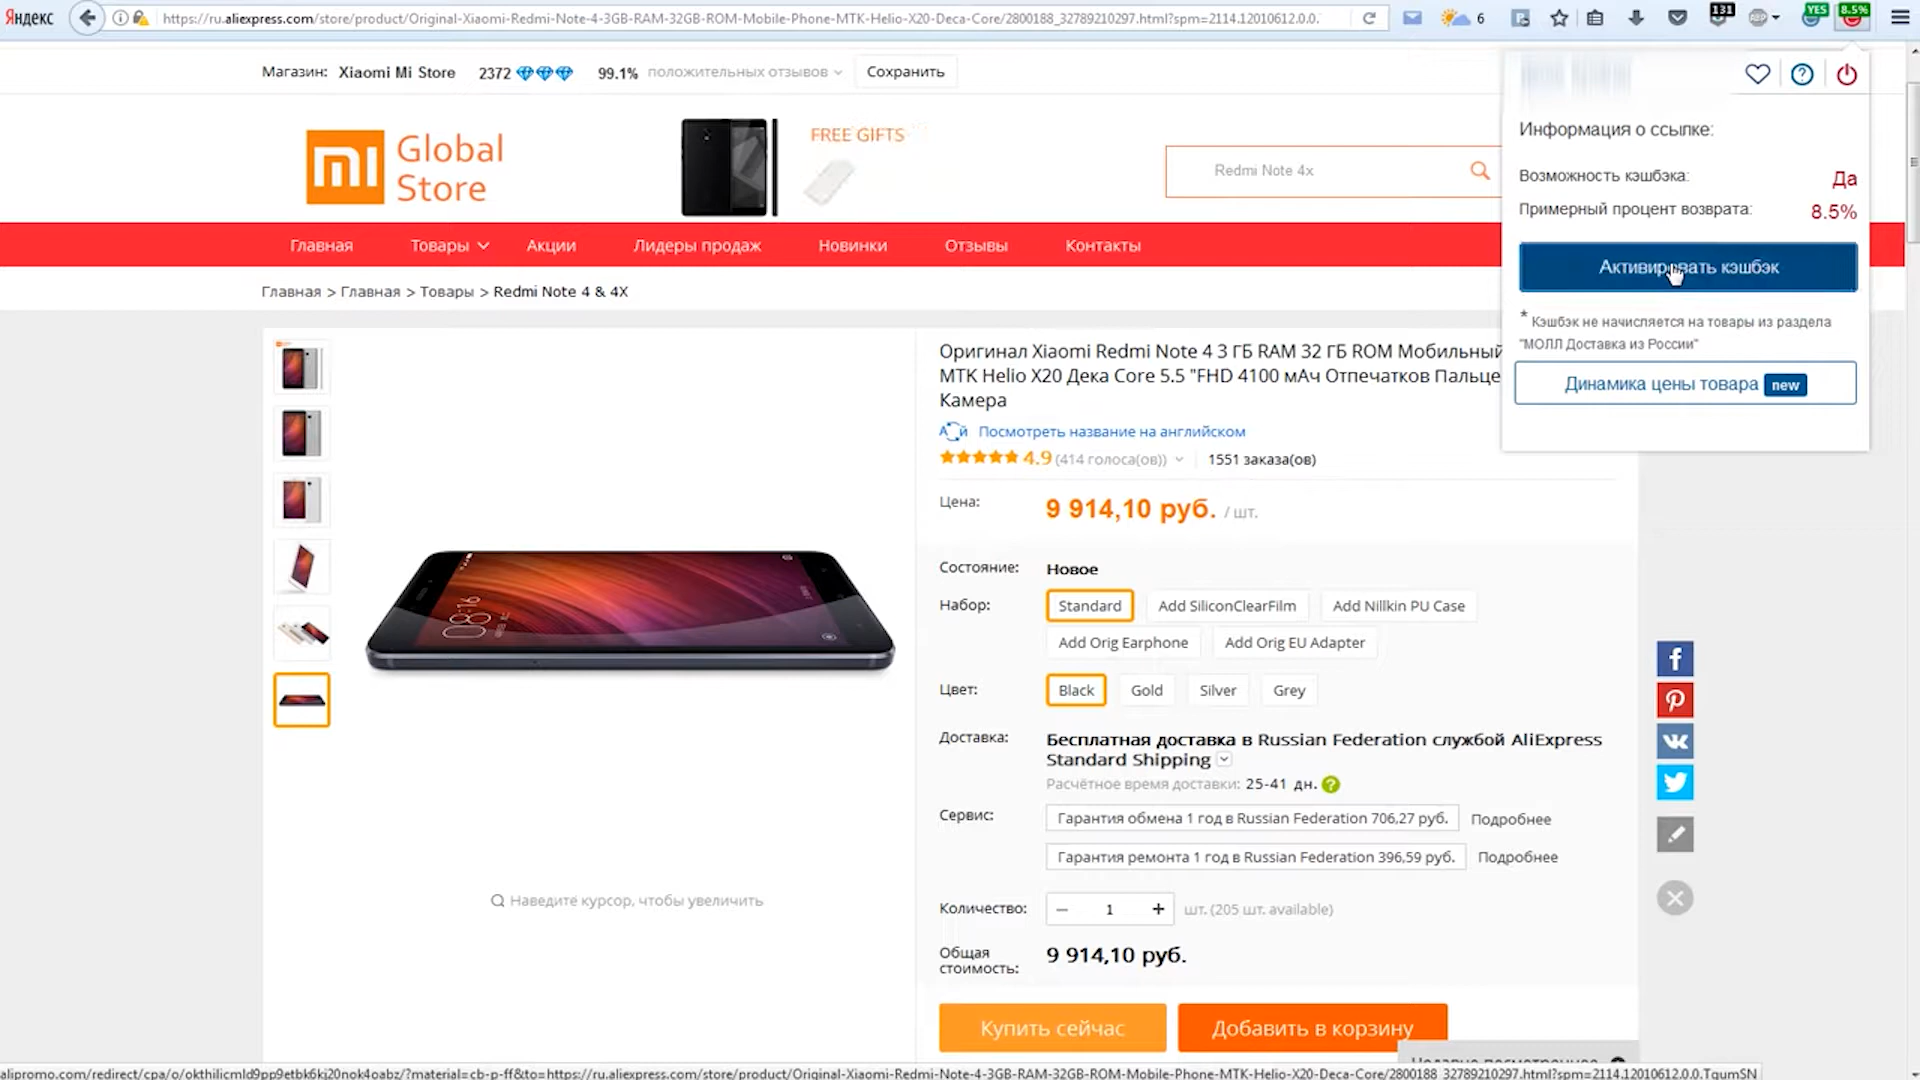 Яндекс
https://ru.aliexpress.com/store/product/Original-Xiaomi-Redmi-Note-4-3GB-RAM-32GB-ROM-Mobile-Phone-MTK-Helio-X20-Deca-Core/2800188_32789210297.html?spm=2114.12010612.0.0.
6
131
ABP
YES
8.5%
Магазин: Xiaomi Mi Store 2372 99.1% положительных отзывов Сохранить
mi Global Store
FREE GIFTS
Redmi Note 4x
Информация о ссылке:
Возможность кэшбэка: Да
Примерный процент возврата: 8.5%
Активировать кэшбэк
* Кэшбэк не начисляется на товары из раздела
"МОЛЛ Доставка из России"
Динамика цены товара new
Главная Товары Акции Лидеры продаж Новинки Отзывы Контакты
Главная > Главная > Товары > Redmi Note 4 & 4X
Оригинал Xiaomi Redmi Note 4 3 ГБ RAM 32 ГБ ROM Мобильный
MTK Helio X20 Дека Core 5.5 "FHD 4100 мАч Отпечатков Пальце
Камера
Посмотреть название на английском
4.9 (414 голоса(ов)) 1551 заказа(ов)
Цена: 9 914,10 руб. / шт.
Состояние: Новое
Набор: Standard Add SiliconClearFilm Add Nillkin PU Case
Add Orig Earphone Add Orig EU Adapter
Цвет: Black Gold Silver Grey
Доставка: Бесплатная доставка в Russian Federation службой AliExpress
Standard Shipping
Расчётное время доставки: 25-41 дн. ?
Сервис: Гарантия обмена 1 год в Russian Federation 706,27 руб. Подробнее
Гарантия ремонта 1 год в Russian Federation 396,59 руб. Подробнее
08:16
Наведите курсор, чтобы увеличить
Количество: − 1 + шт. (205 шт. available)
Общая
стоимость: 9 914,10 руб.
Купить сейчас Добавить в корзину